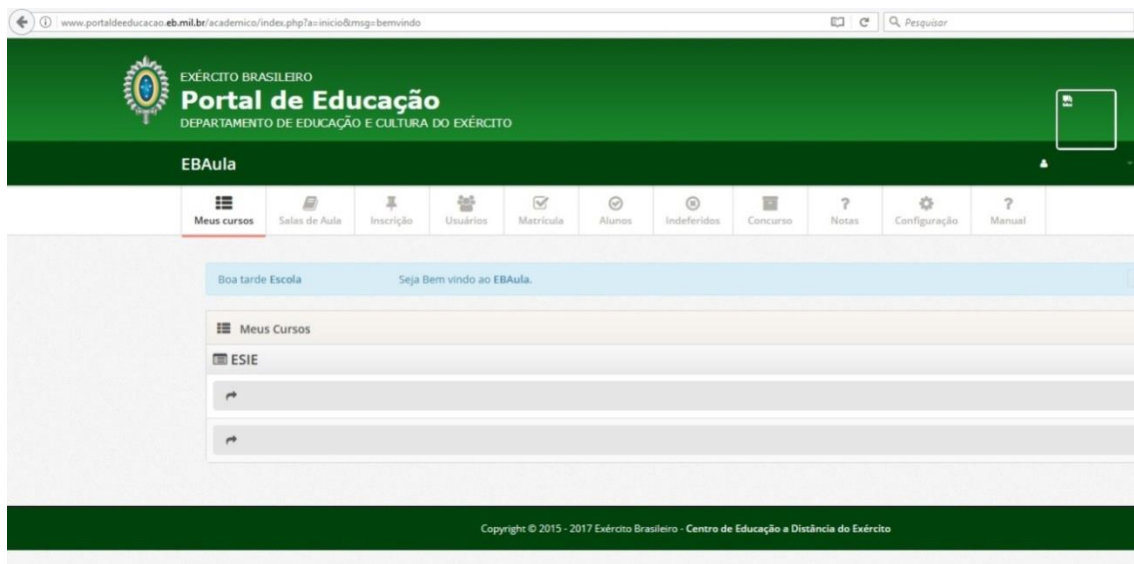 www.portaldeeducacao.eb.mil.br/academico/index.php?a=inicio&msg=bemvindo
Pesquisar
EXÉRCITO BRASILEIRO
Portal de Educação
DEPARTAMENTO DE EDUCAÇÃO E CULTURA DO EXÉRCITO
EBAula
Meus cursos Salas de Aula Inscrição Usuários Matrícula Alunos Indeferidos Concurso Notas Configuração Manual
Boa tarde Escola Seja Bem vindo ao EBAula.
Meus Cursos
ESIE
Copyright © 2015 - 2017 Exército Brasileiro - Centro de Educação a Distância do Exército